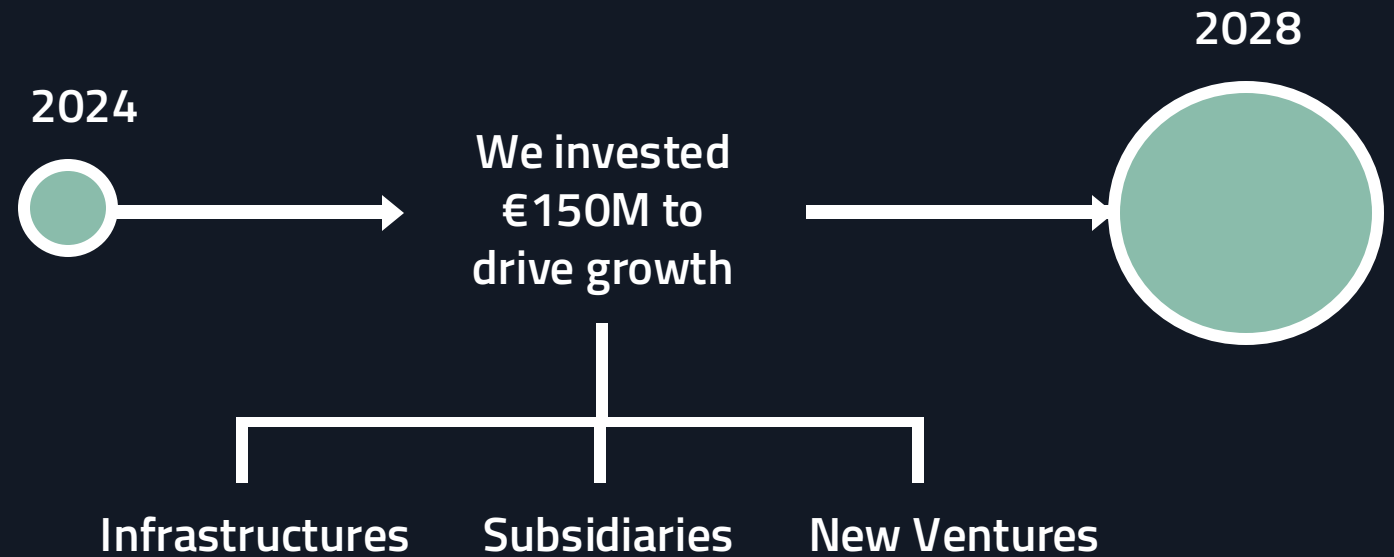 2028
2024
We invested
€150M to
drive growth
Infrastructures
Subsidiaries
New Ventures